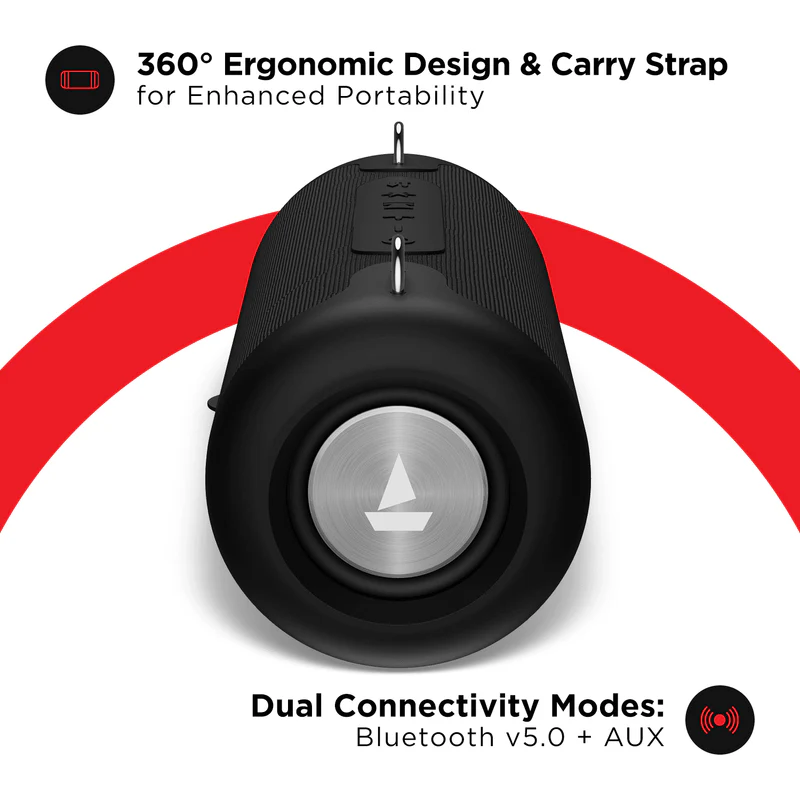 360° Ergonomic Design & Carry Strap
for Enhanced Portability
Dual Connectivity Modes:
Bluetooth v5.0 + AUX